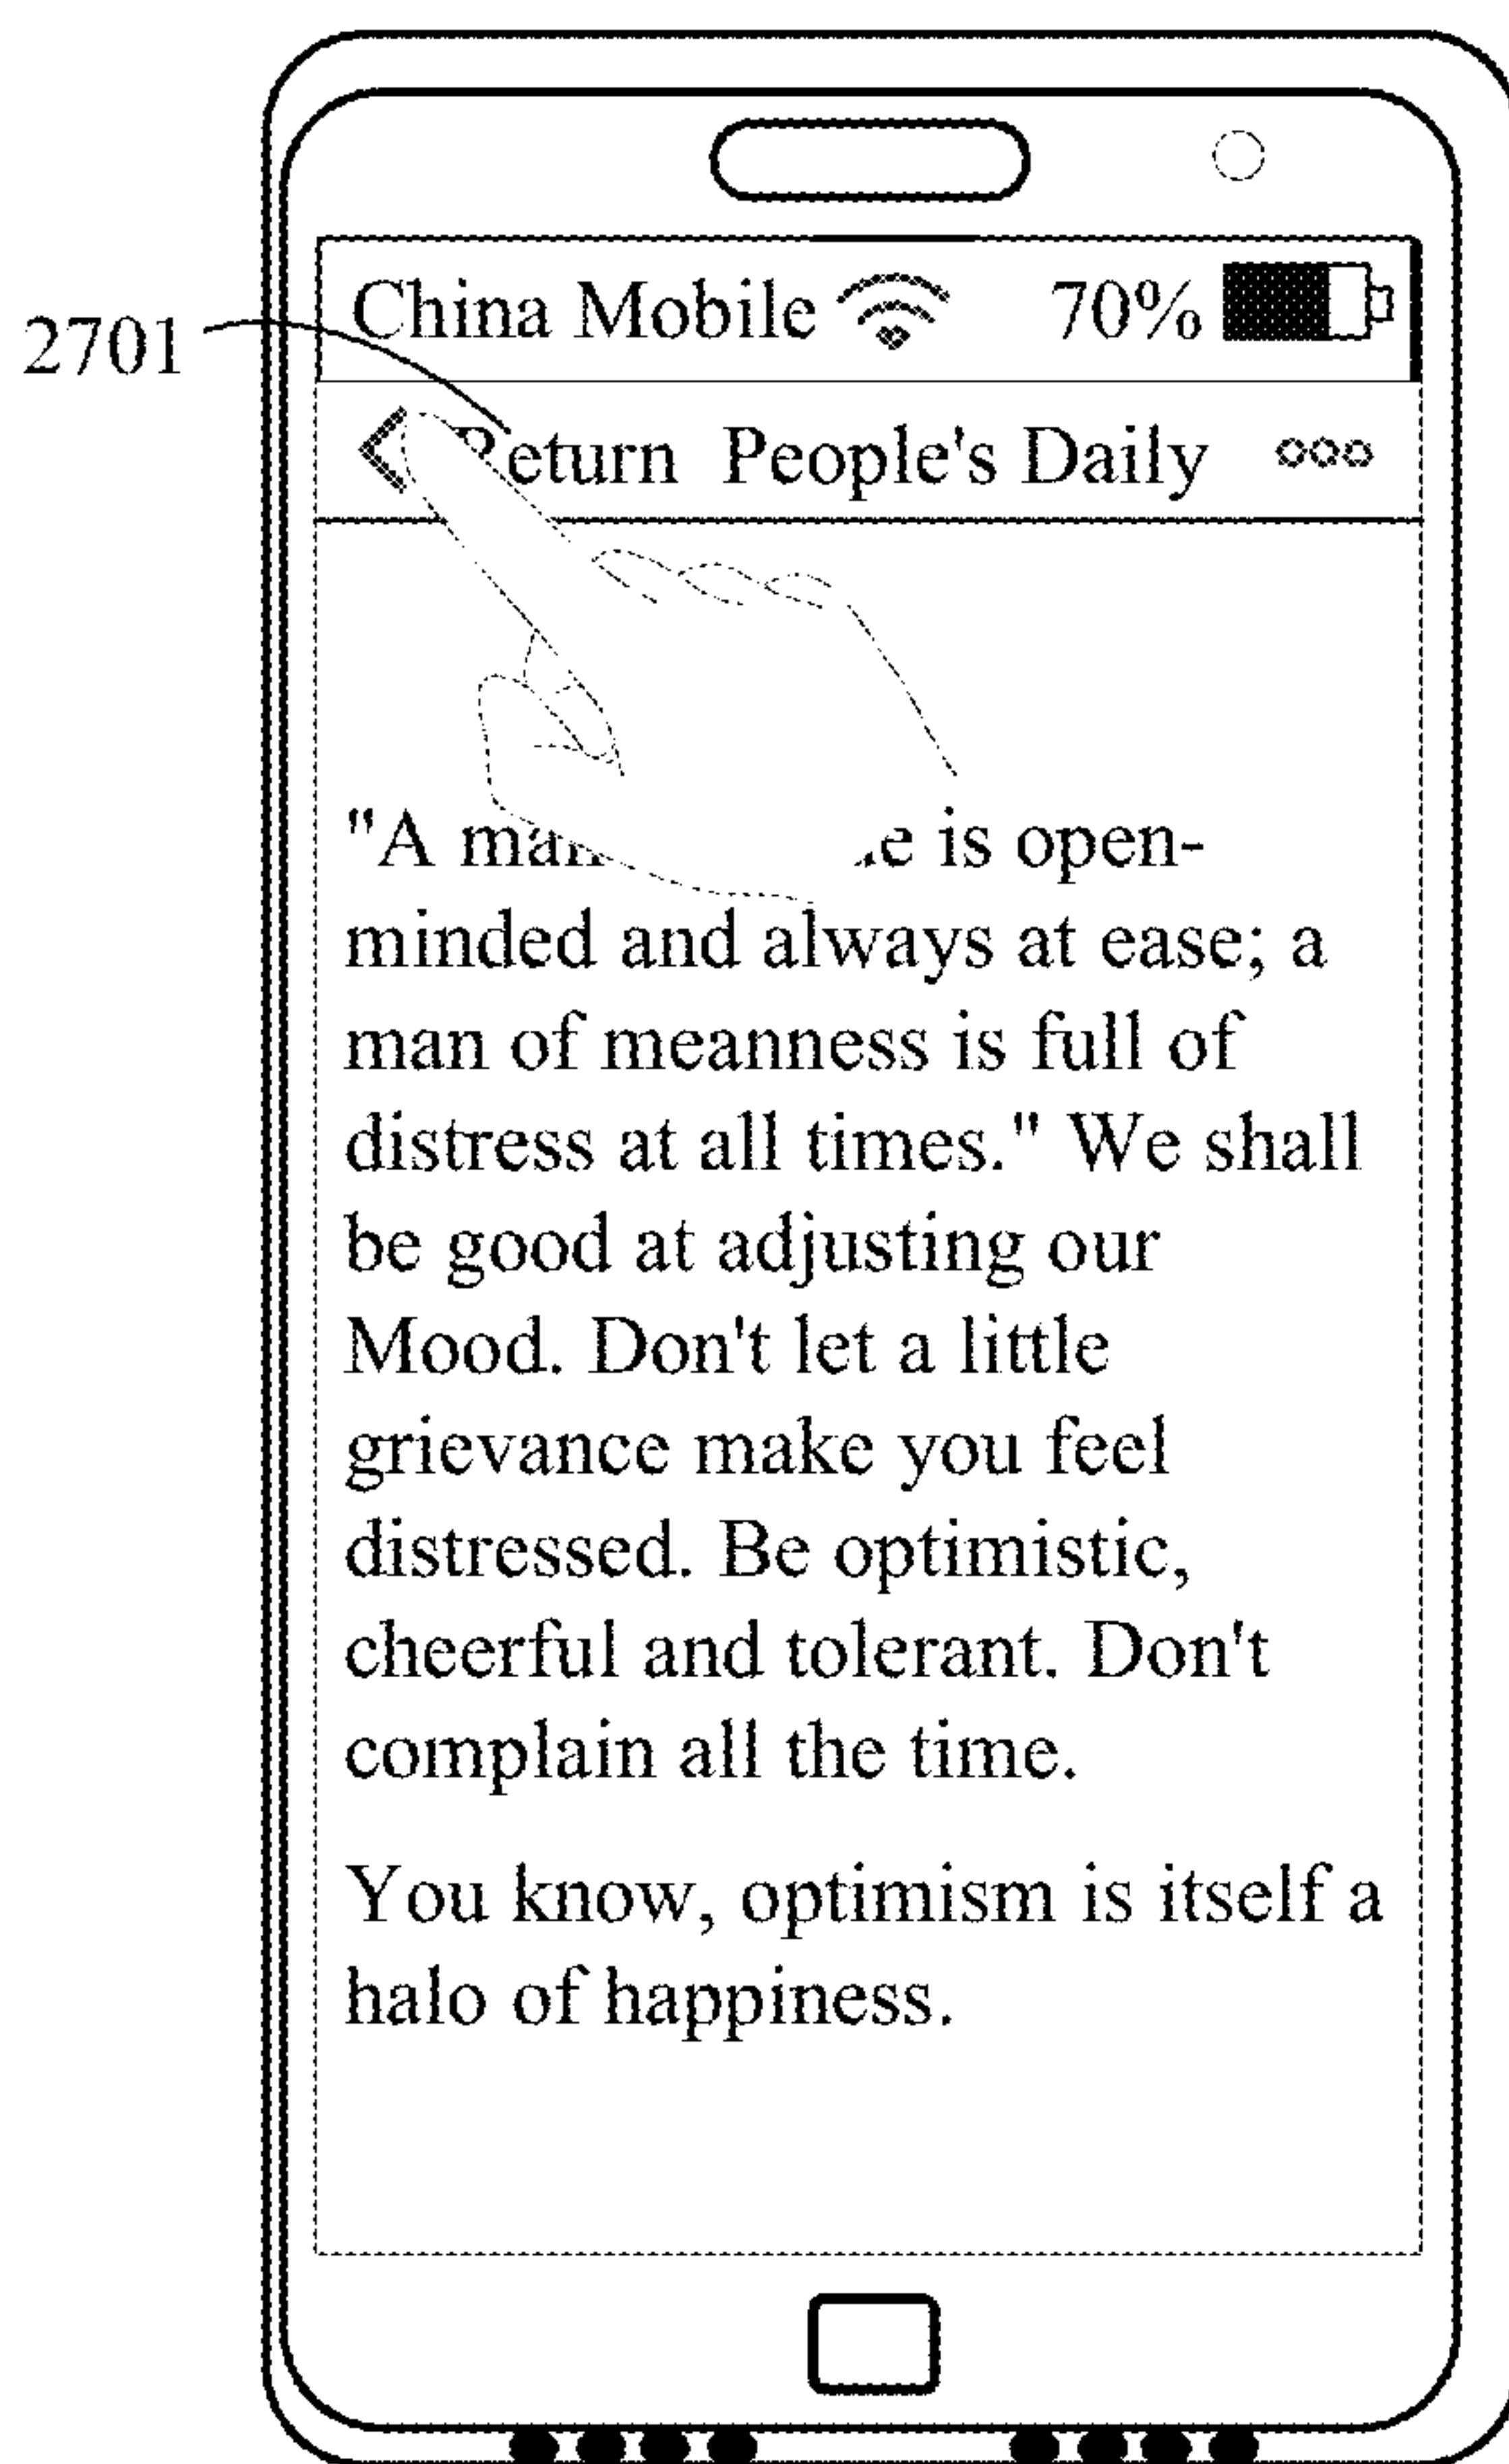 China Mobile 70%
2701
Return People's Daily
"A is open-
minded and always at ease; a
man of meanness is full of
distress at all times." We shall
be good at adjusting our
Mood. Don't let a little
grievance make you feel
distressed. Be optimistic,
cheerful and tolerant. Don't
complain all the time.
You know, optimism is itself a
halo of happiness.